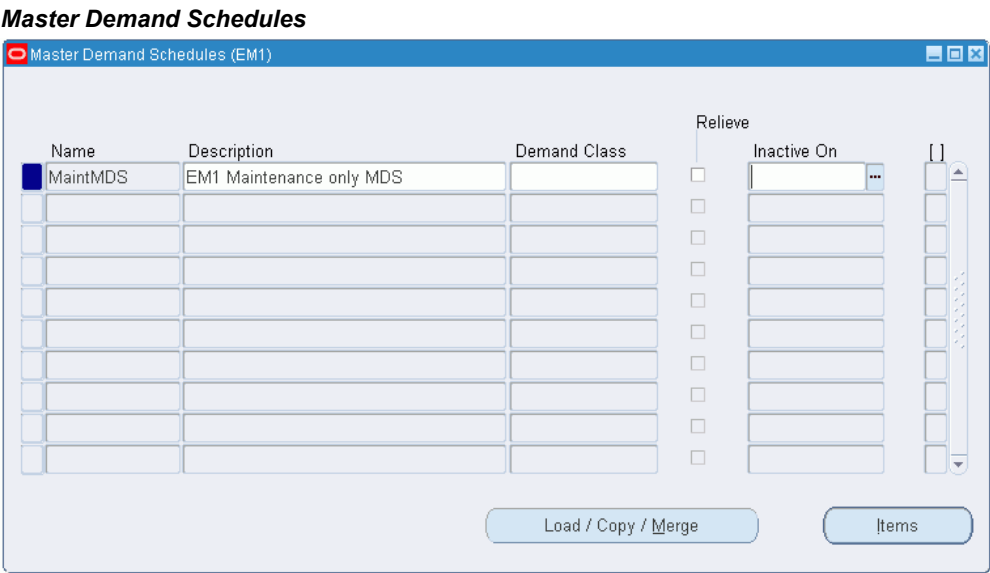 Master Demand Schedules
Master Demand Schedules (EM1)
Relieve
Name Description Demand Class Inactive On [ ]
MaintMDS EM1 Maintenance only MDS ...
Load / Copy / Merge Items